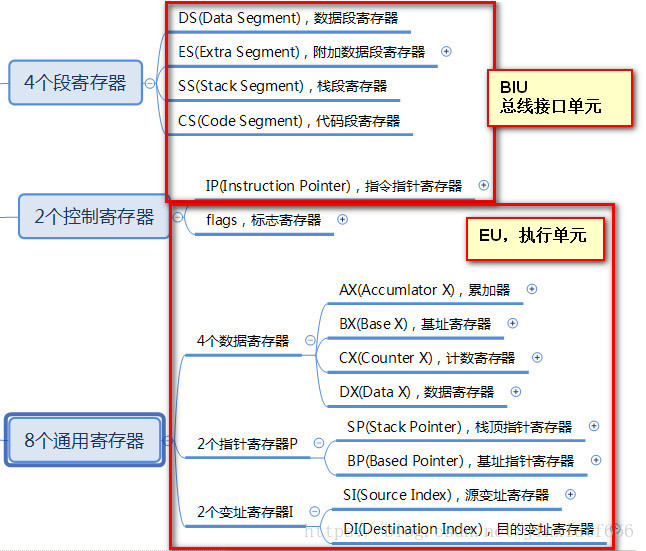 4个段寄存器
DS(Data Segment)，数据段寄存器
ES(Extra Segment)，附加数据段寄存器
SS(Stack Segment)，栈段寄存器
CS(Code Segment)，代码段寄存器
BIU
总线接口单元
2个控制寄存器
IP(Instruction Pointer)，指令指针寄存器
flags，标志寄存器
EU，执行单元
8个通用寄存器
4个数据寄存器
AX(Accumlator X)，累加器
BX(Base X)，基址寄存器
CX(Counter X)，计数寄存器
DX(Data X)，数据寄存器
2个指针寄存器P
SP(Stack Pointer)，栈顶指针寄存器
BP(Based Pointer)，基址指针寄存器
2个变址寄存器I
SI(Source Index)，源变址寄存器
DI(Destination Index)，目的变址寄存器